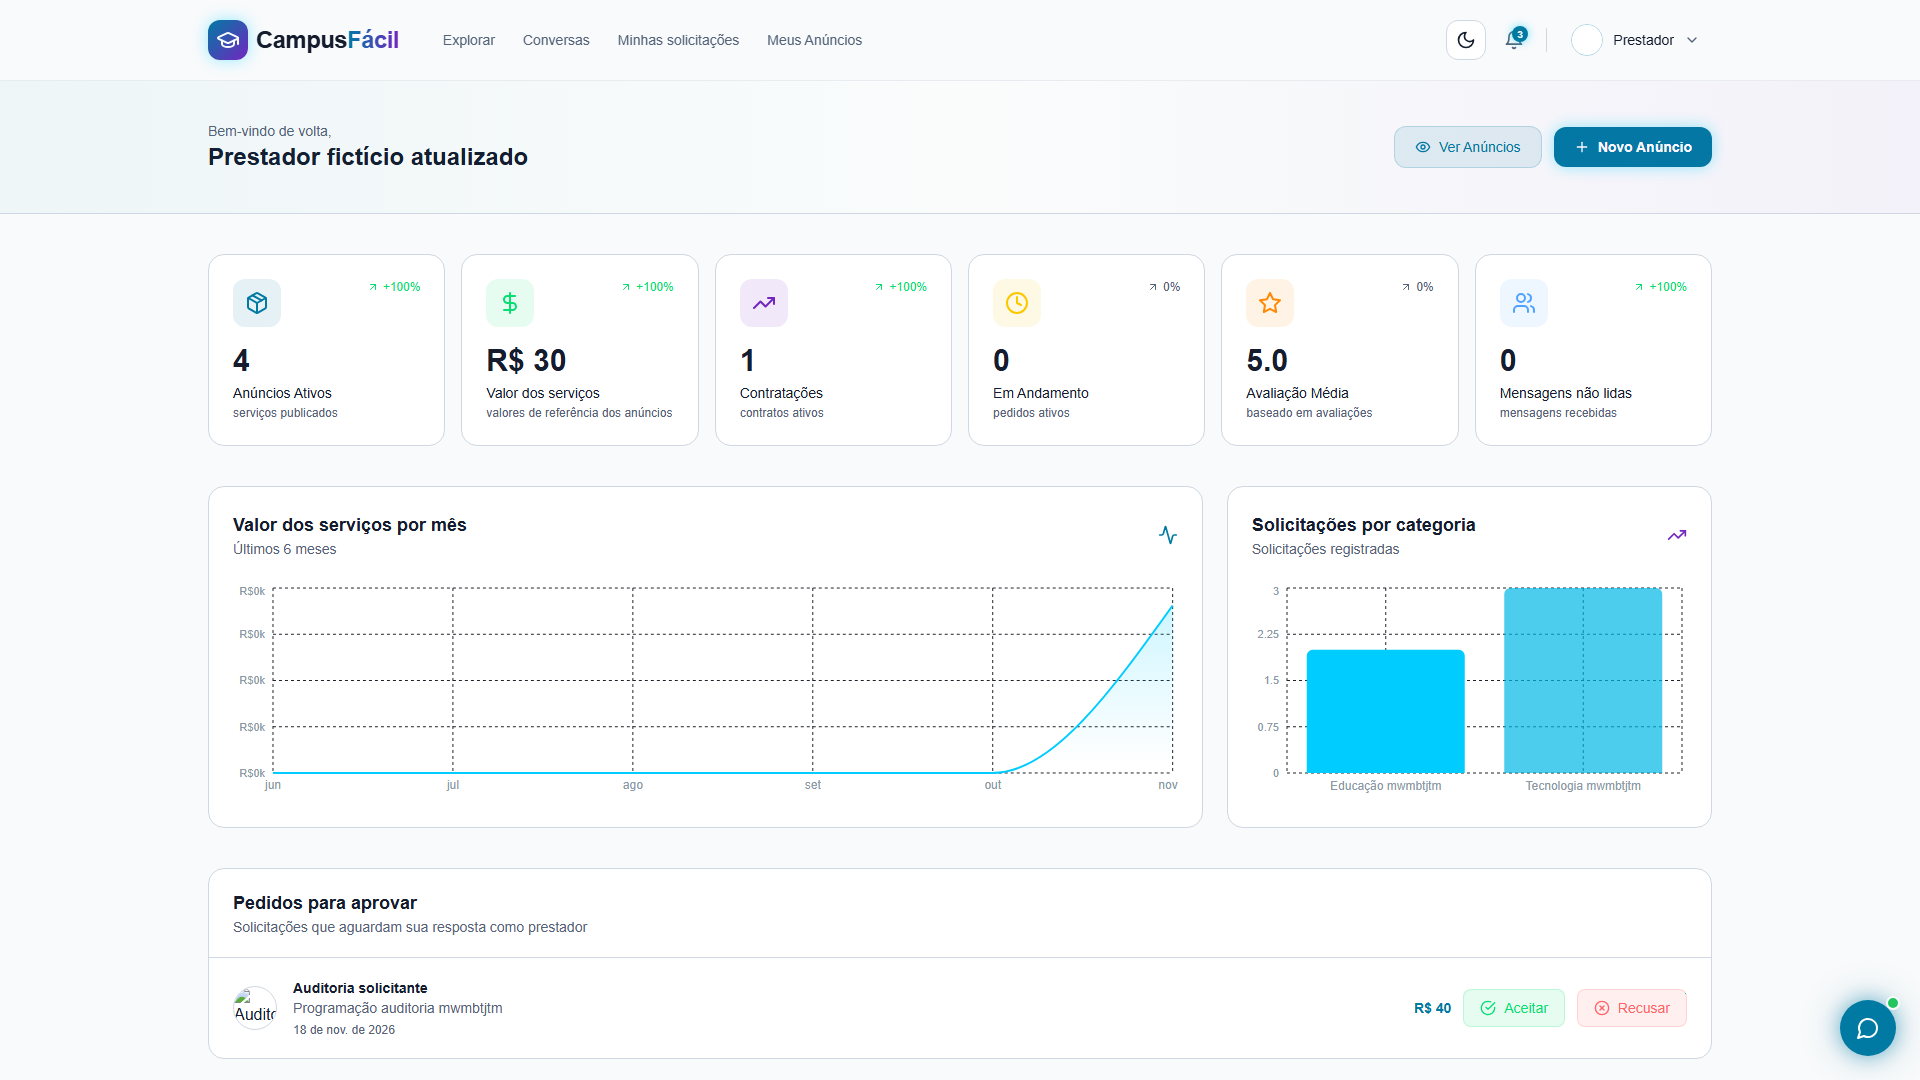 CampusFácil
Explorar
Conversas
Minhas solicitações
Meus Anúncios
3
Prestador
Bem-vindo de volta,
Prestador fictício atualizado
Ver Anúncios
Novo Anúncio
+100%
4
Anúncios Ativos
serviços publicados
+100%
R$ 30
Valor dos serviços
valores de referência dos anúncios
+100%
1
Contratações
contratos ativos
0%
0
Em Andamento
pedidos ativos
0%
5.0
Avaliação Média
baseado em avaliações
+100%
0
Mensagens não lidas
mensagens recebidas
Valor dos serviços por mês
Últimos 6 meses
R$0k
R$0k
R$0k
R$0k
R$0k
jun
jul
ago
set
out
nov
Solicitações por categoria
Solicitações registradas
3
2.25
1.5
0.75
0
Educação mwmbtjtm
Tecnologia mwmbtjtm
Pedidos para aprovar
Solicitações que aguardam sua resposta como prestador
Auditoria solicitante
Programação auditoria mwmbtjtm
18 de nov. de 2026
R$ 40
Aceitar
Recusar